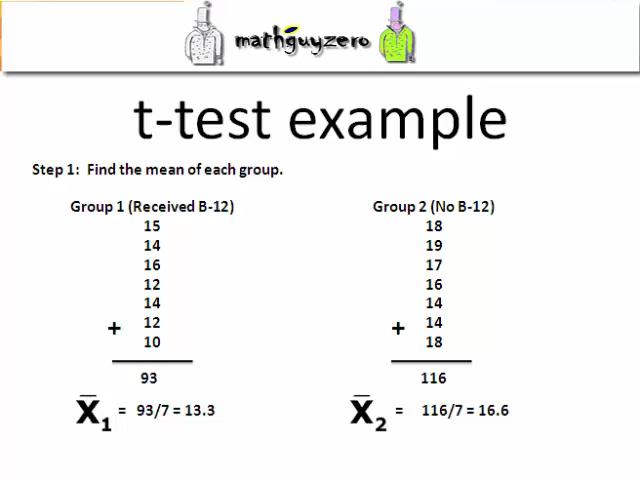 mathguyzero
t-test example
Step 1: Find the mean of each group.
Group 1 (Received B-12) Group 2 (No B-12)
15 18
14 19
16 17
12 16
14 14
+ 12 + 14
10 18
93 116
X̅1 = 93/7 = 13.3 X̅2 = 116/7 = 16.6